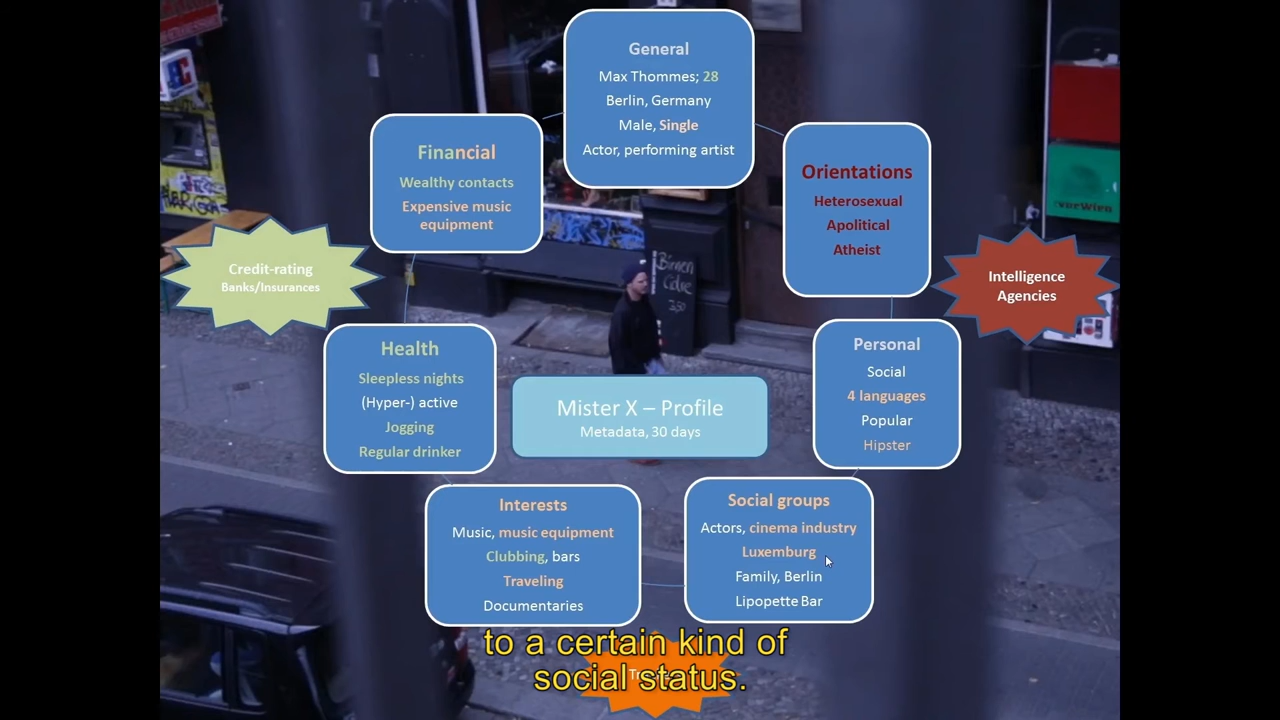 General
Max Thommes; 28
Berlin, Germany
Male, Single
Actor, performing artist
Financial
Wealthy contacts
Expensive music
equipment
Orientations
Heterosexual
Apolitical
Atheist
Credit-rating
Banks/Insurances
Intelligence
Agencies
Health
Sleepless nights
(Hyper-) active
Jogging
Regular drinker
Mister X – Profile
Metadata, 30 days
Personal
Social
4 languages
Popular
Hipster
Interests
Music, music equipment
Clubbing, bars
Traveling
Documentaries
Social groups
Actors, cinema industry
Luxemburg
Family, Berlin
Lipopette Bar
to a certain kind of
social status.